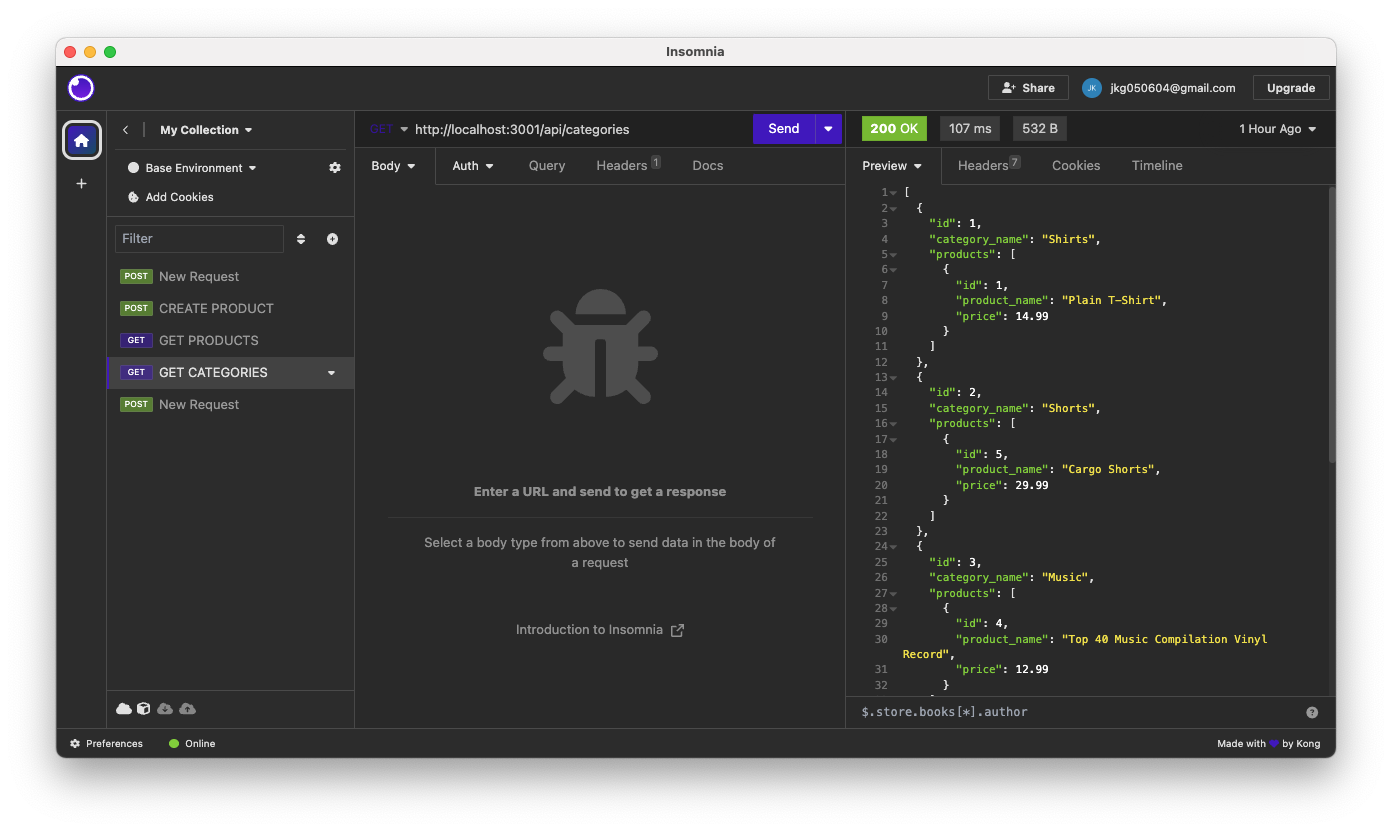 Insomnia
Share
JK
jkg050604@gmail.com
Upgrade
My Collection
Base Environment
Add Cookies
Filter
POST New Request
POST CREATE PRODUCT
GET GET PRODUCTS
GET GET CATEGORIES
POST New Request
GET http://localhost:3001/api/categories
Send
Body Auth Query Headers 1 Docs
Enter a URL and send to get a response
Select a body type from above to send data in the body of
a request
Introduction to Insomnia
200 OK 107 ms 532 B 1 Hour Ago
Preview Headers 7 Cookies Timeline
1 [
2 {
3 "id": 1,
4 "category_name": "Shirts",
5 "products": [
6 {
7 "id": 1,
8 "product_name": "Plain T-Shirt",
9 "price": 14.99
10 }
11 ]
12 },
13 {
14 "id": 2,
15 "category_name": "Shorts",
16 "products": [
17 {
18 "id": 5,
19 "product_name": "Cargo Shorts",
20 "price": 29.99
21 }
22 ]
23 },
24 {
25 "id": 3,
26 "category_name": "Music",
27 "products": [
28 {
29 "id": 4,
30 "product_name": "Top 40 Music Compilation Vinyl
Record",
31 "price": 12.99
32 }
$.store.books[*].author
Preferences
Online
Made with by Kong